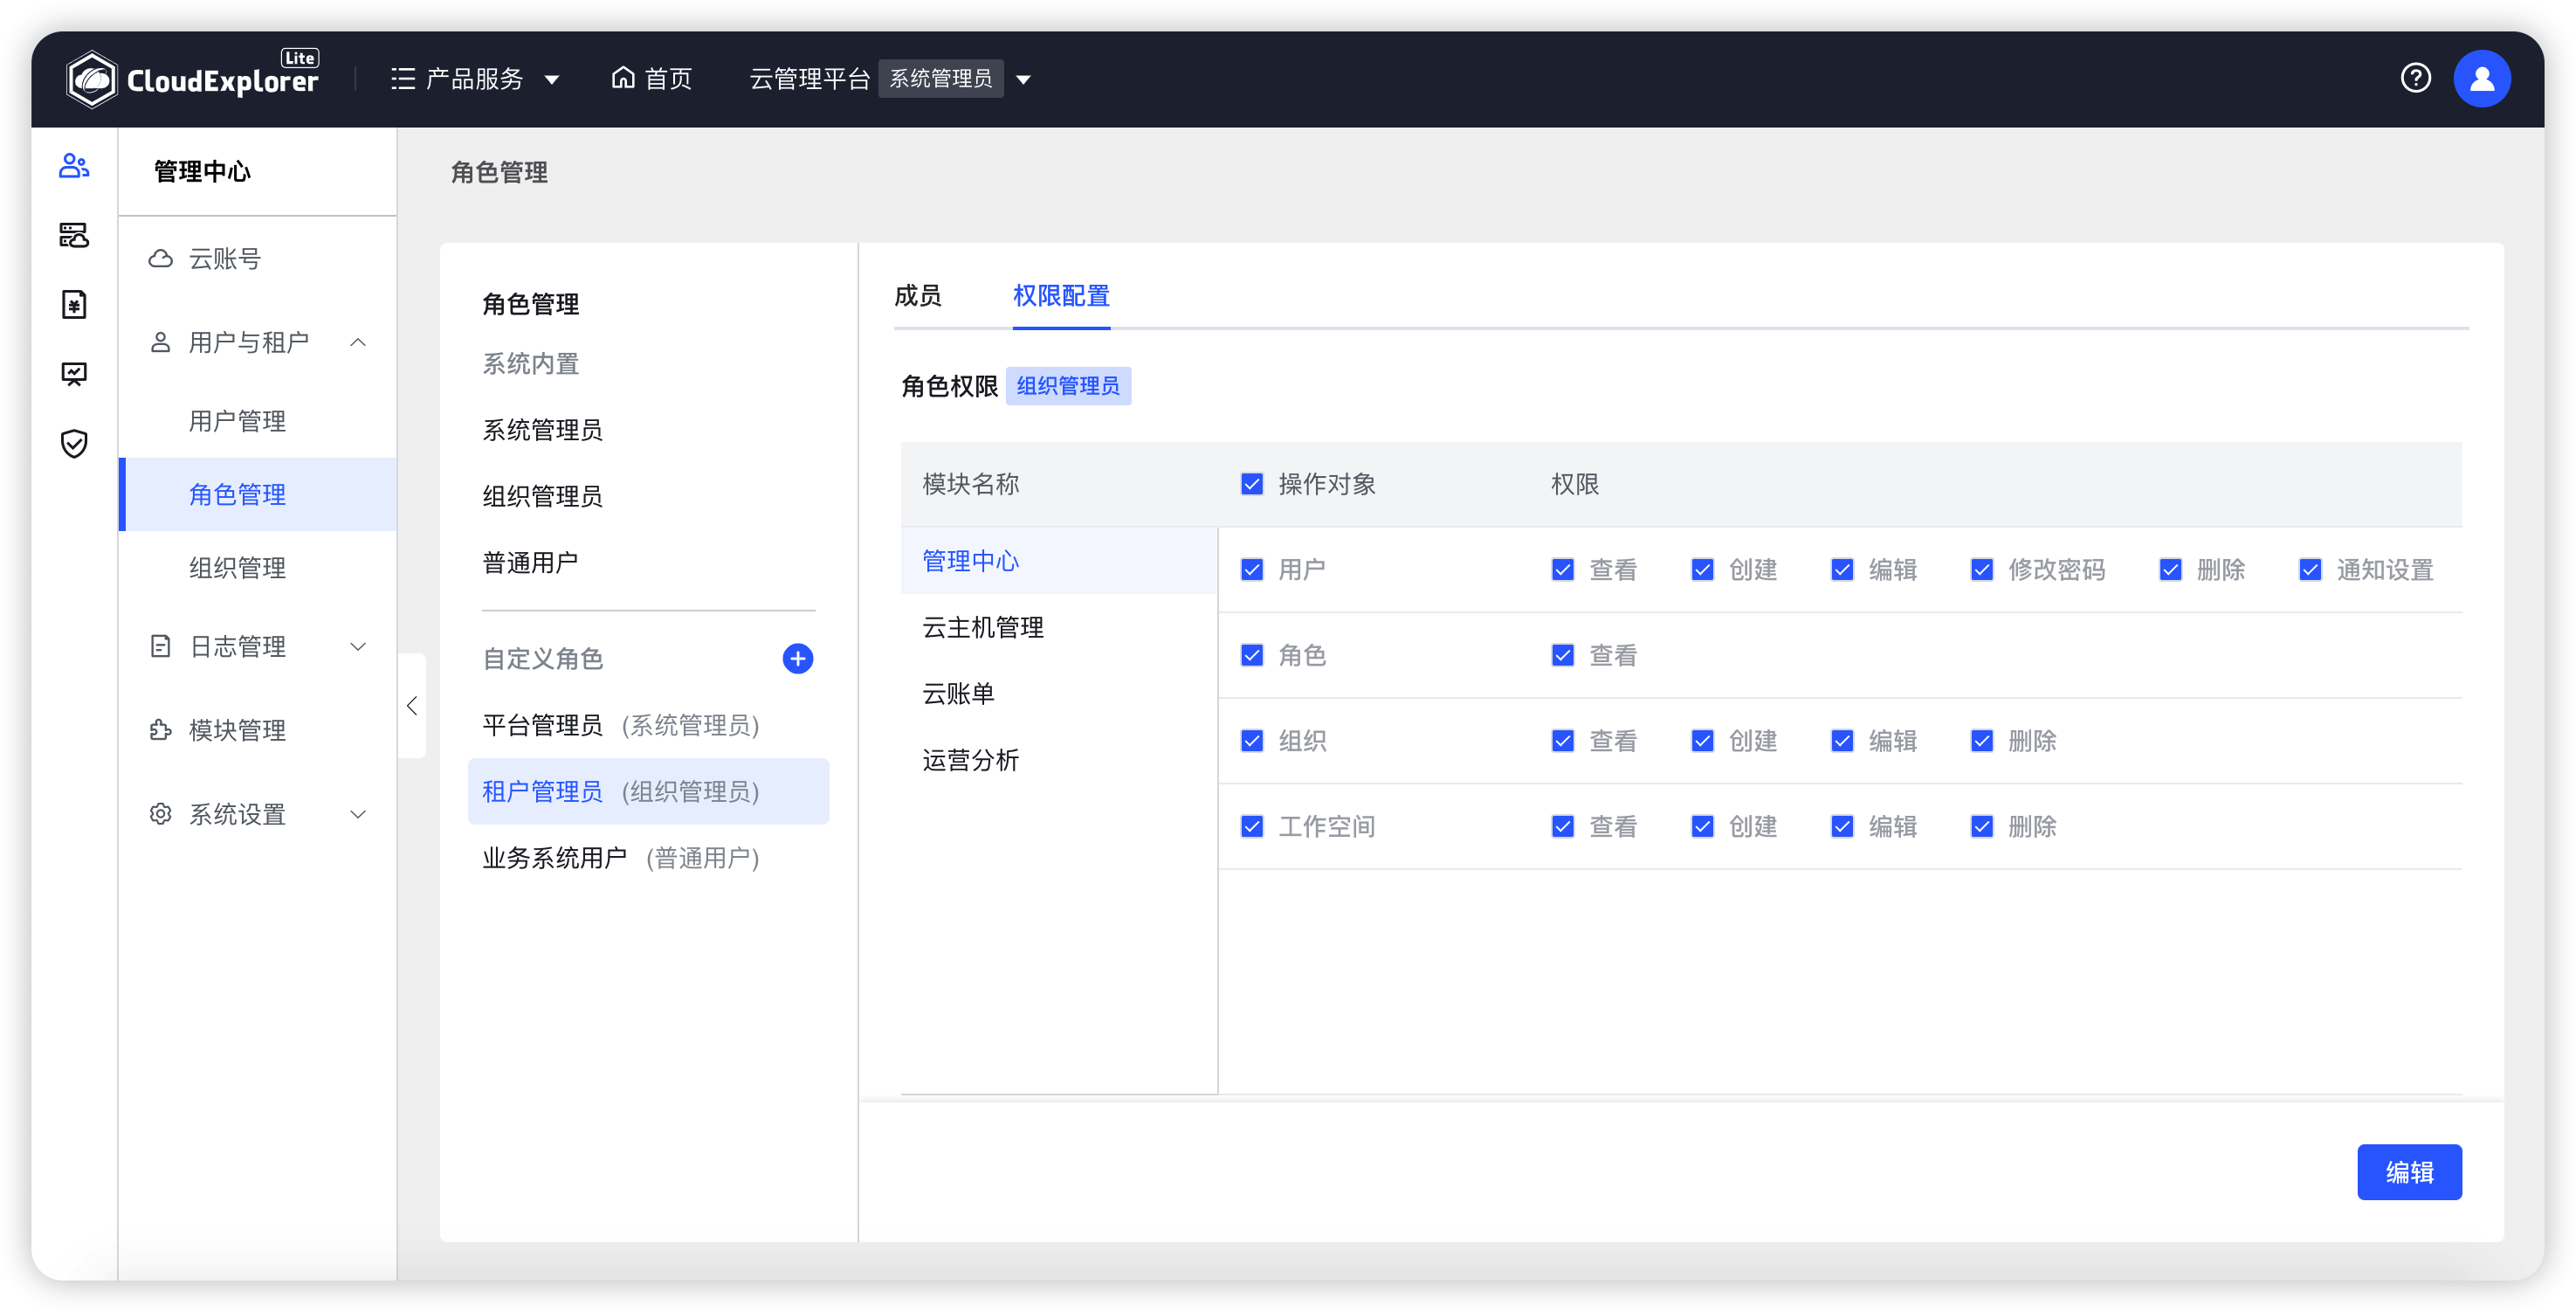 CloudExplorer Lite 产品服务 首页 云管理平台 系统管理员
管理中心
云账号
用户与租户
用户管理
角色管理
组织管理
日志管理
模块管理
系统设置
角色管理
角色管理
系统内置
系统管理员
组织管理员
普通用户
自定义角色
平台管理员 (系统管理员)
租户管理员 (组织管理员)
业务系统用户 (普通用户)
成员 权限配置
角色权限 组织管理员
模块名称 操作对象 权限
管理中心
云主机管理
云账单
运营分析
用户 查看 创建 编辑 修改密码 删除 通知设置
角色 查看
组织 查看 创建 编辑 删除
工作空间 查看 创建 编辑 删除
编辑